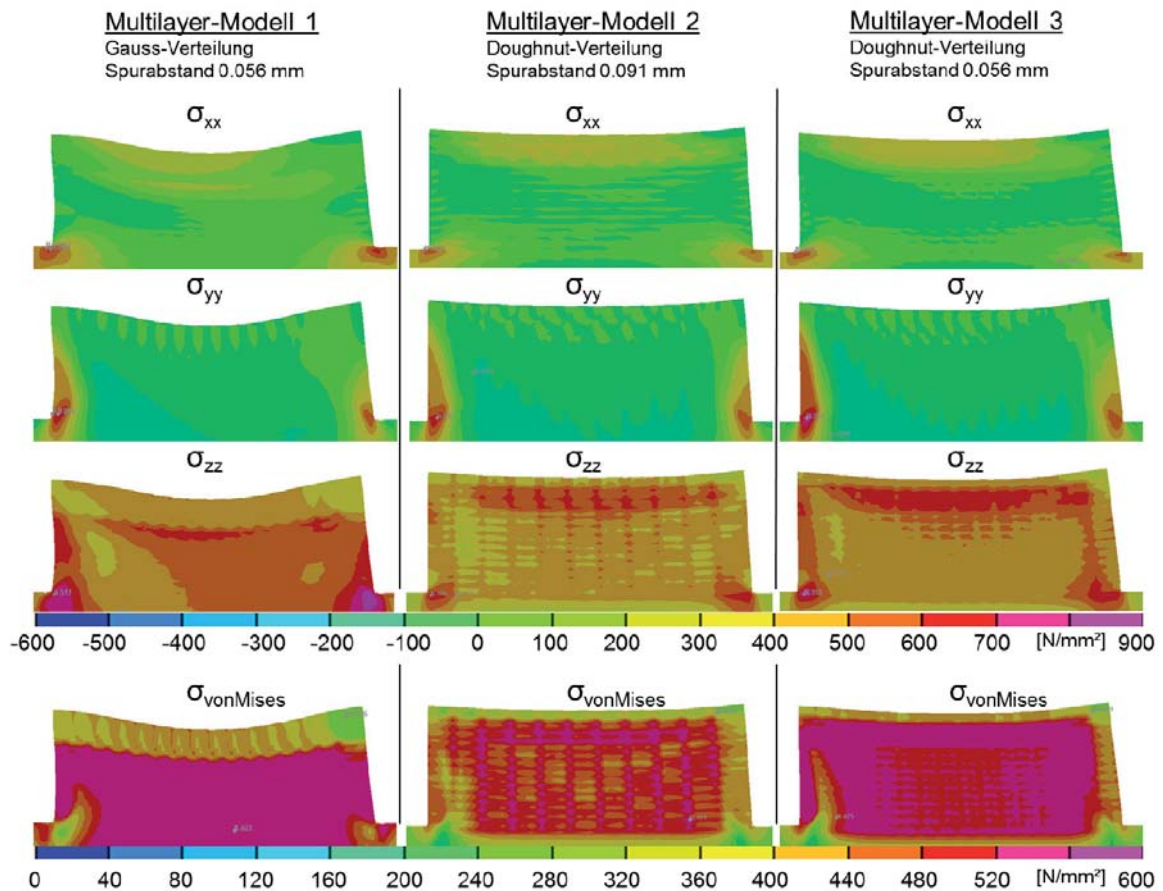 Multilayer-Modell 1
Gauss-Verteilung
Spurabstand 0.056 mm
Multilayer-Modell 2
Doughnut-Verteilung
Spurabstand 0.091 mm
Multilayer-Modell 3
Doughnut-Verteilung
Spurabstand 0.056 mm
σxx σxx σxx
σyy σyy σyy
σzz σzz σzz
-600 -500 -400 -300 -200 -100 0 100 200 300 400 500 600 700 [N/mm²] 900
σvonMises σvonMises σvonMises
0 40 80 120 160 200 240 280 320 360 400 440 480 520 [N/mm²] 600